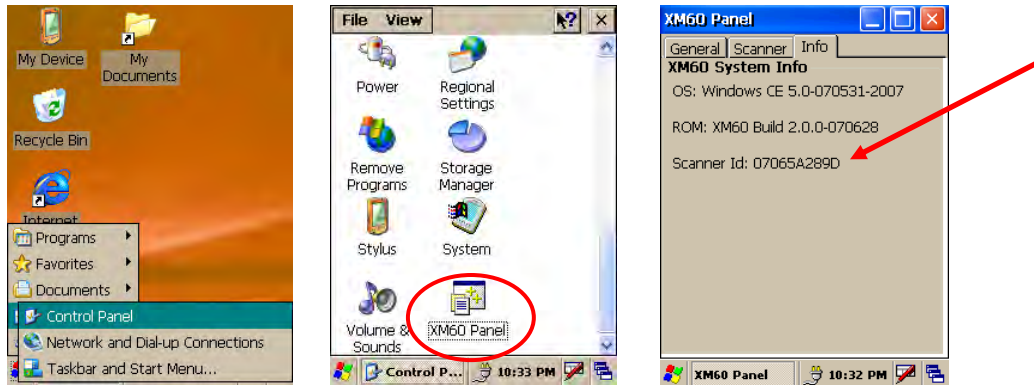 My Device
My
Documents
Recycle Bin
Internet
Programs
Favorites
Documents
Control Panel
Network and Dial-up Connections
Taskbar and Start Menu...
File View
Power
Regional
Settings
Remove
Programs
Storage
Manager
Stylus
System
Volume &
Sounds
XM60 Panel
Control P...
10:33 PM
XM60 Panel
General
Scanner
Info
XM60 System Info
OS: Windows CE 5.0-070531-2007
ROM: XM60 Build 2.0.0-070628
Scanner Id: 07065A289D
XM60 Panel
10:32 PM